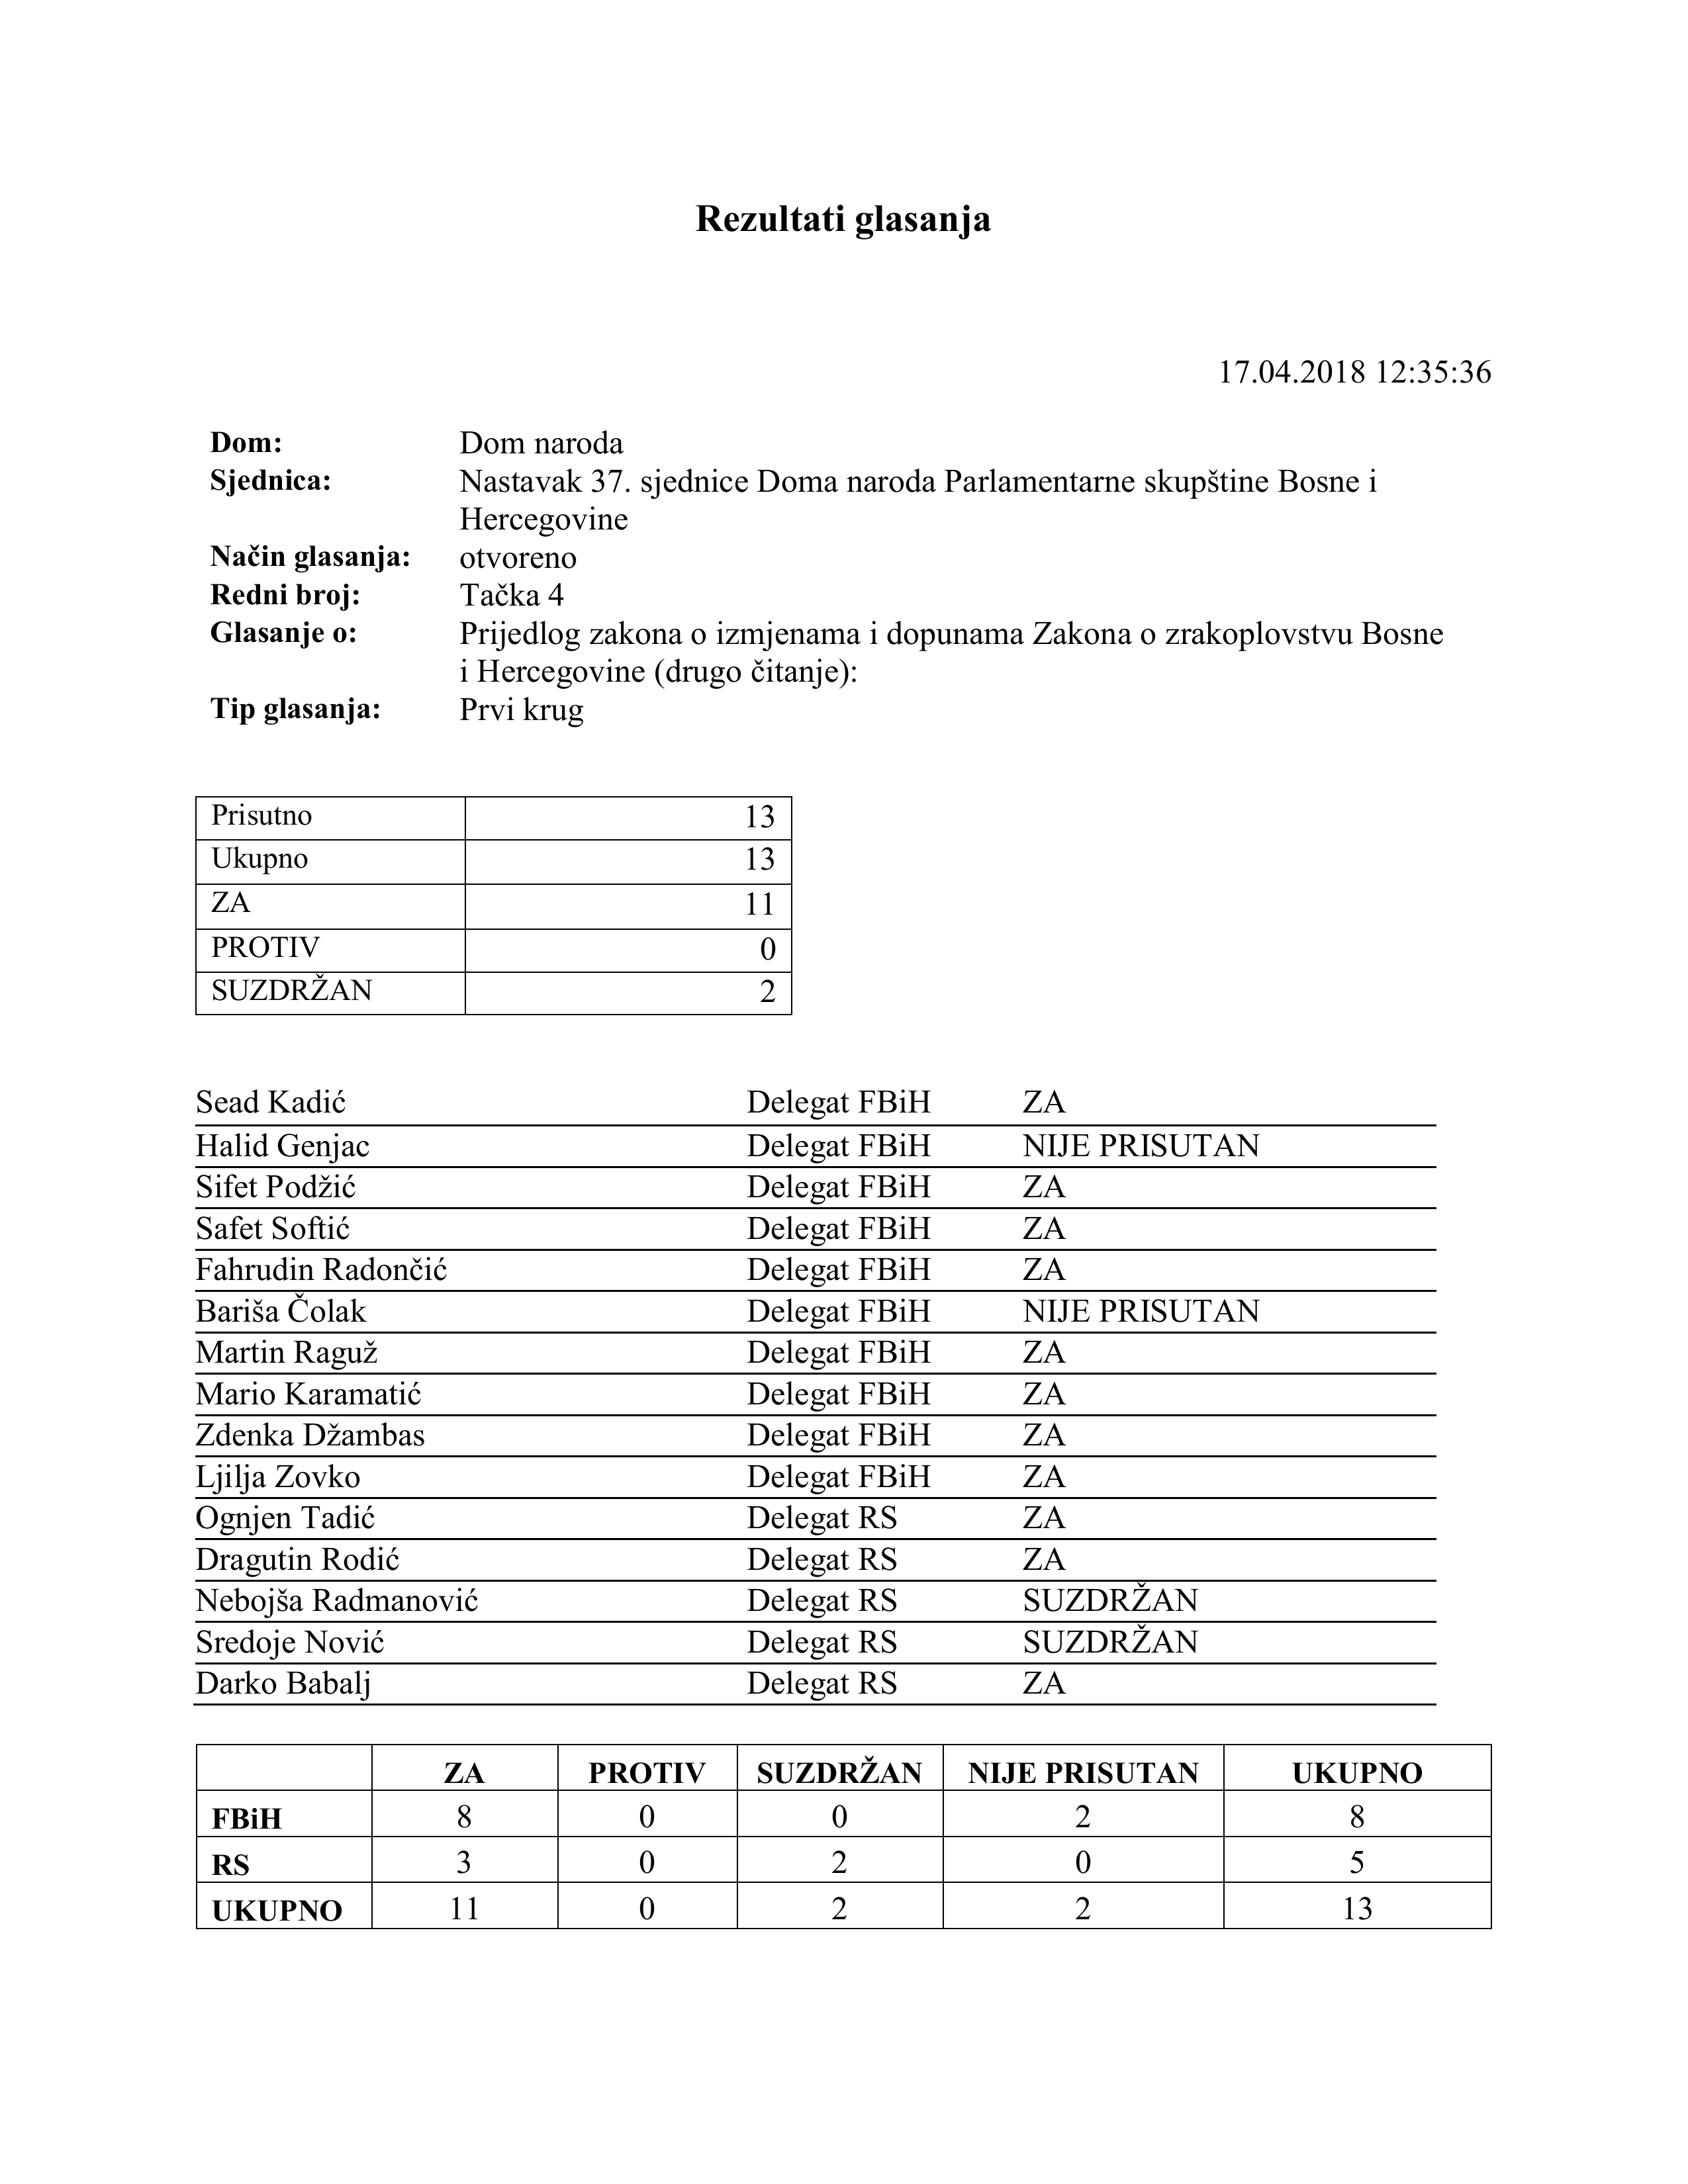 Rezultati glasanja
17.04.2018 12:35:36
Dom: Dom naroda
Sjednica: Nastavak 37. sjednice Doma naroda Parlamentarne skupštine Bosne i
Hercegovine
Način glasanja: otvoreno
Redni broj: Tačka 4
Glasanje o: Prijedlog zakona o izmjenama i dopunama Zakona o zrakoplovstvu Bosne
i Hercegovine (drugo čitanje):
Tip glasanja: Prvi krug
Prisutno 13
Ukupno 13
ZA 11
PROTIV 0
SUZDRŽAN 2
Sead Kadić Delegat FBiH ZA
Halid Genjac Delegat FBiH NIJE PRISUTAN
Sifet Podžić Delegat FBiH ZA
Safet Softić Delegat FBiH ZA
Fahrudin Radončić Delegat FBiH ZA
Bariša Čolak Delegat FBiH NIJE PRISUTAN
Martin Raguž Delegat FBiH ZA
Mario Karamatić Delegat FBiH ZA
Zdenka Džambas Delegat FBiH ZA
Ljilja Zovko Delegat FBiH ZA
Ognjen Tadić Delegat RS ZA
Dragutin Rodić Delegat RS ZA
Nebojša Radmanović Delegat RS SUZDRŽAN
Sredoje Nović Delegat RS SUZDRŽAN
Darko Babalj Delegat RS ZA
ZA PROTIV SUZDRŽAN NIJE PRISUTAN UKUPNO
FBiH 8 0 0 2 8
RS 3 0 2 0 5
UKUPNO 11 0 2 2 13